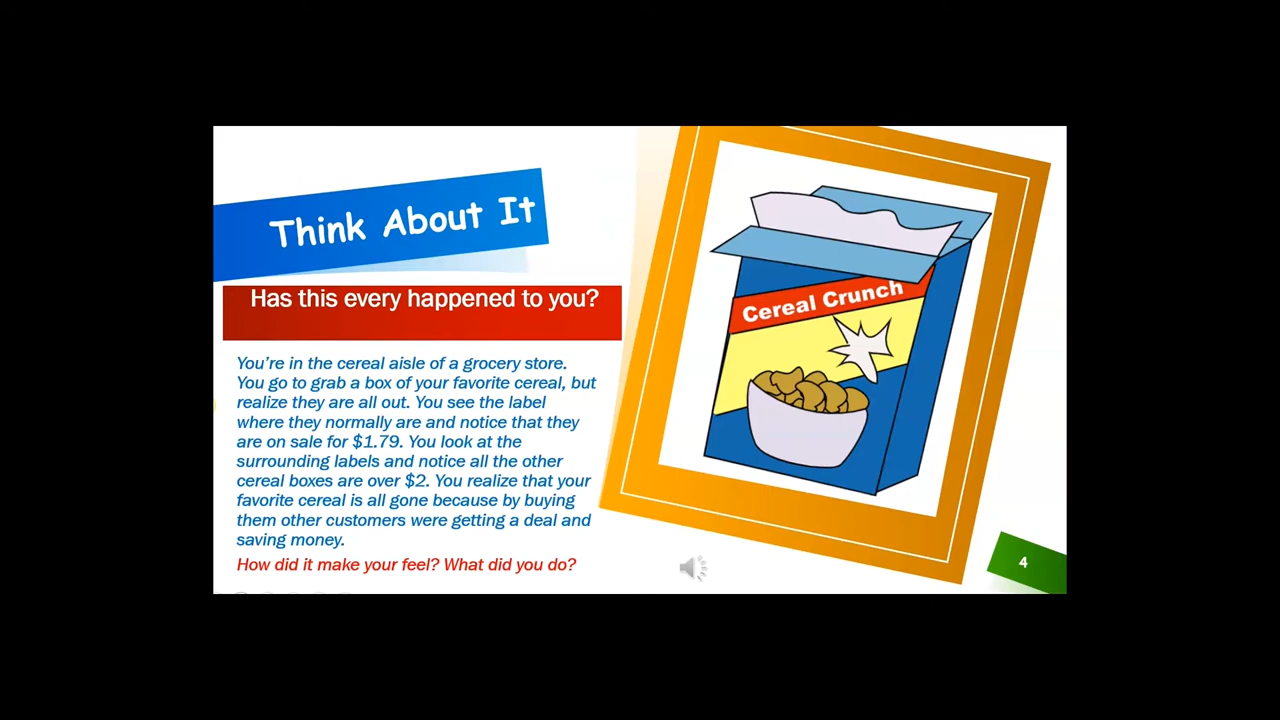 Think About It
Has this every happened to you?
You're in the cereal aisle of a grocery store.
You go to grab a box of your favorite cereal, but
realize they are all out. You see the label
where they normally are and notice that they
are on sale for $1.79. You look at the
surrounding labels and notice all the other
cereal boxes are over $2. You realize that your
favorite cereal is all gone because by buying
them other customers were getting a deal and
saving money.
How did it make your feel? What did you do?
Cereal Crunch
4